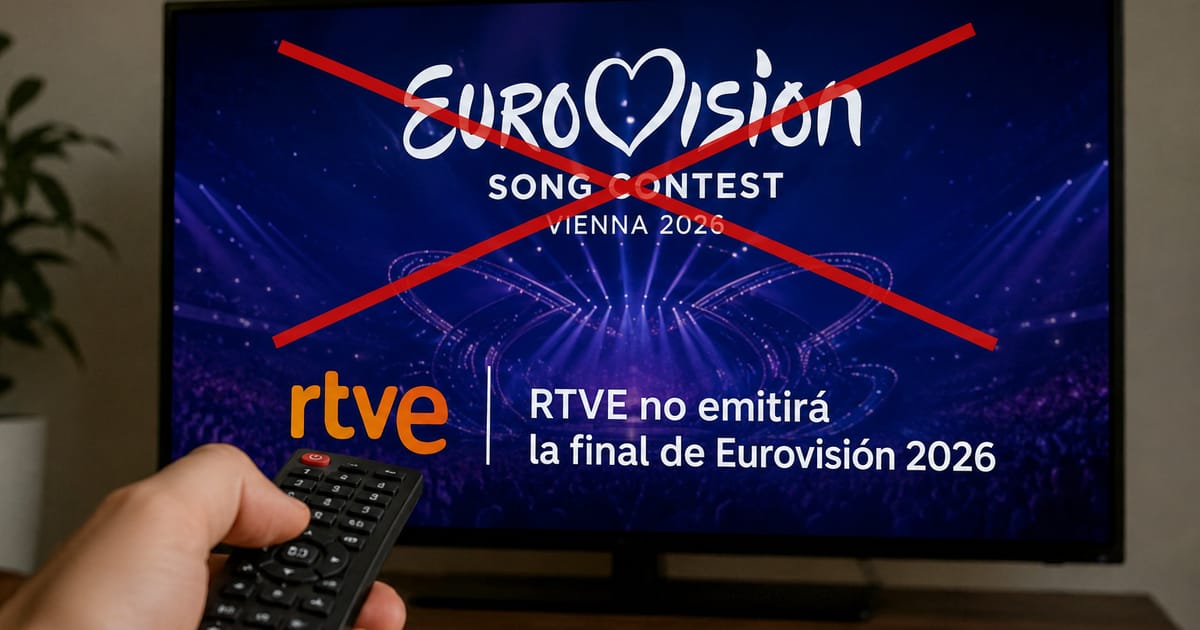 EUROVISION
SONG CONTEST
VIENNA 2026
rtve
RTVE no emitirá
la final de Eurovisión 2026